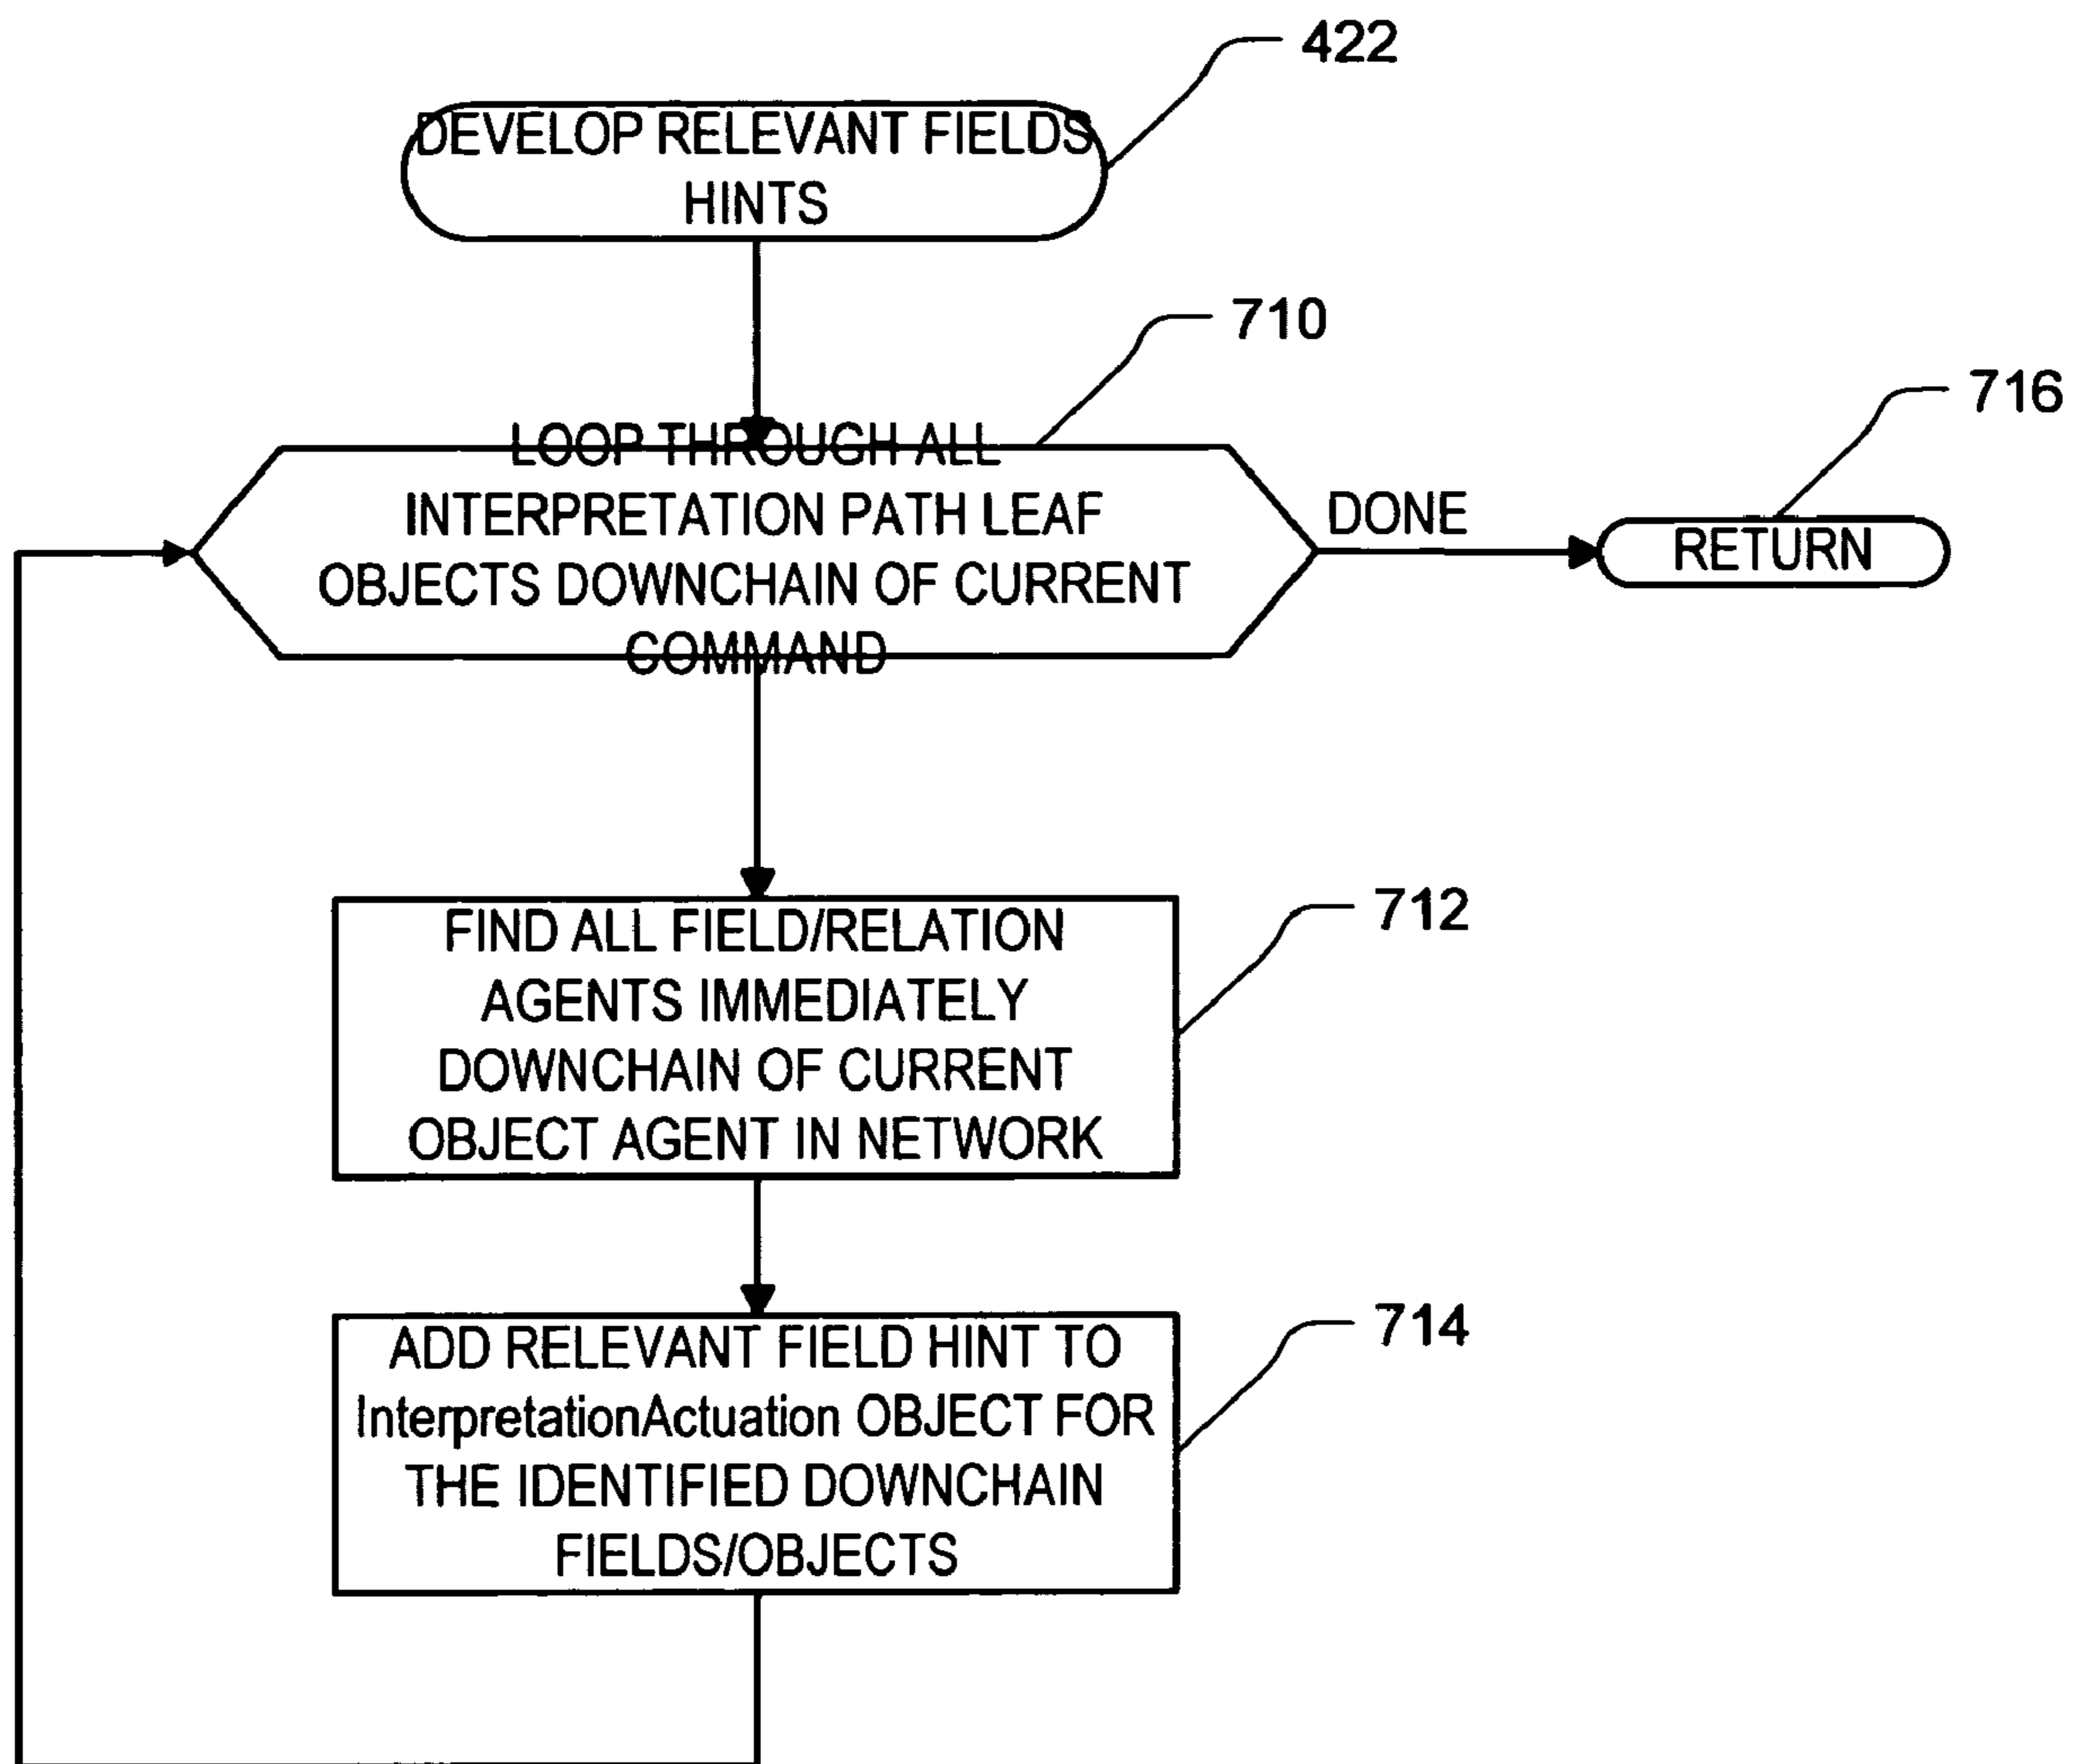 422
DEVELOP RELEVANT FIELDS
HINTS
710
LOOP THROUGH ALL
INTERPRETATION PATH LEAF
OBJECTS DOWNCHAIN OF CURRENT
COMMAND
DONE
716
RETURN
712
FIND ALL FIELD/RELATION
AGENTS IMMEDIATELY
DOWNCHAIN OF CURRENT
OBJECT AGENT IN NETWORK
714
ADD RELEVANT FIELD HINT TO
InterpretationActuation OBJECT FOR
THE IDENTIFIED DOWNCHAIN
FIELDS/OBJECTS